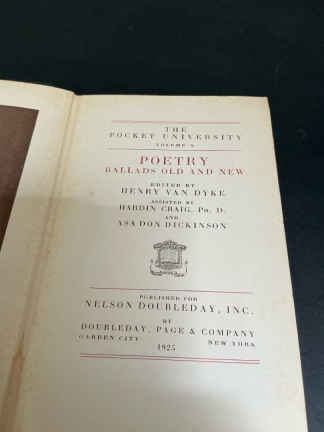 THE
POCKET UNIVERSITY
VOLUME
POETRY
BALLADS OLD AND NEW
EDITED BY
HENRY VAN DYKE
ASSISTED BY
HARDIN CRAIG, PH. D.
AND
ASA DON DICKINSON
PUBLISHED FOR
NELSON DOUBLEDAY, INC.
BY
DOUBLEDAY, PAGE & COMPANY
GARDEN CITY NEW YORK
1925